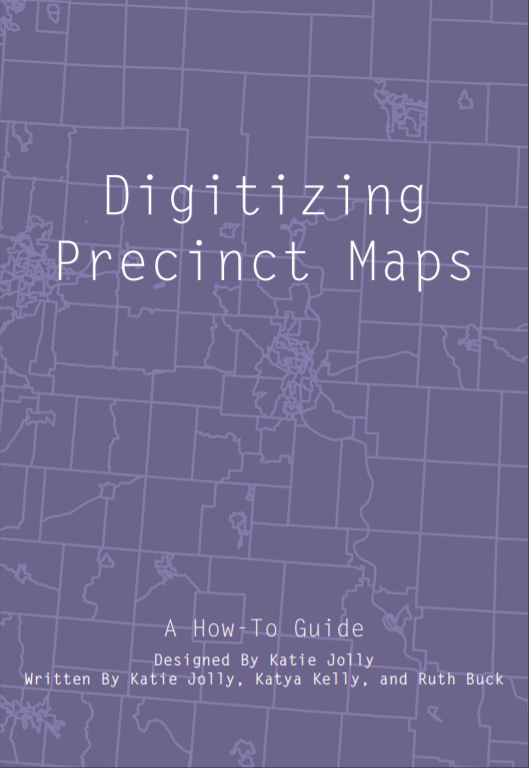 Digitizing
Precinct Maps
A How-To Guide
Designed By Katie Jolly
Written By Katie Jolly, Katya Kelly, and Ruth Buck